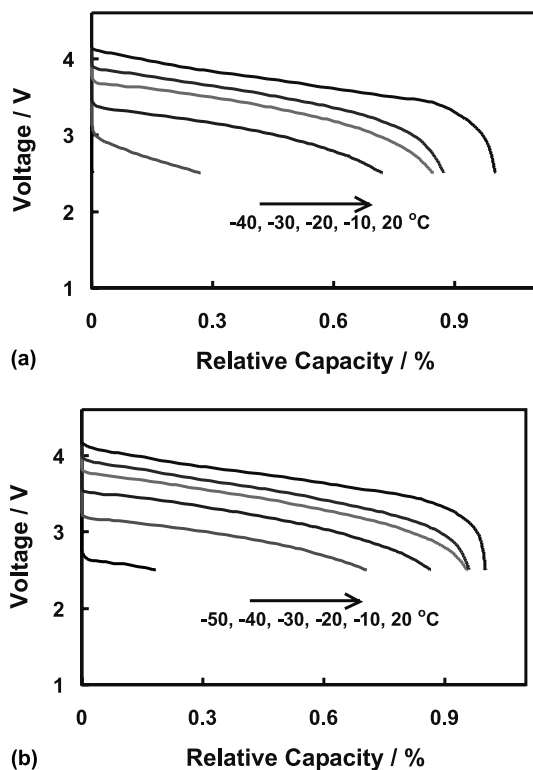 4
3
2
1
Voltage / V
-40, -30, -20, -10, 20 °C
0 0.3 0.6 0.9
(a) Relative Capacity / %
4
3
2
1
Voltage / V
-50, -40, -30, -20, -10, 20 °C
0 0.3 0.6 0.9
(b) Relative Capacity / %